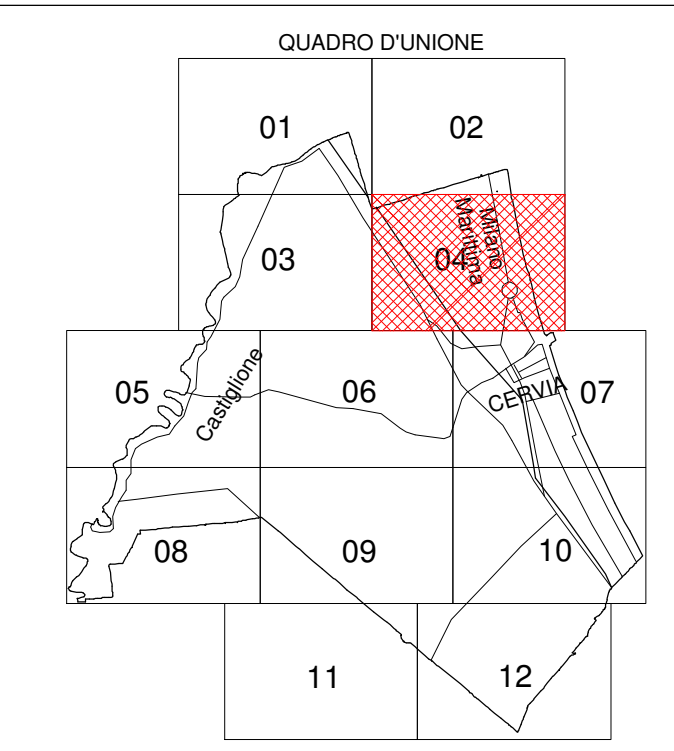 QUADRO D'UNIONE
01
02
03
04
Milano
Marittima
05
Castiglione
06
CERVIA
07
08
09
10
11
12